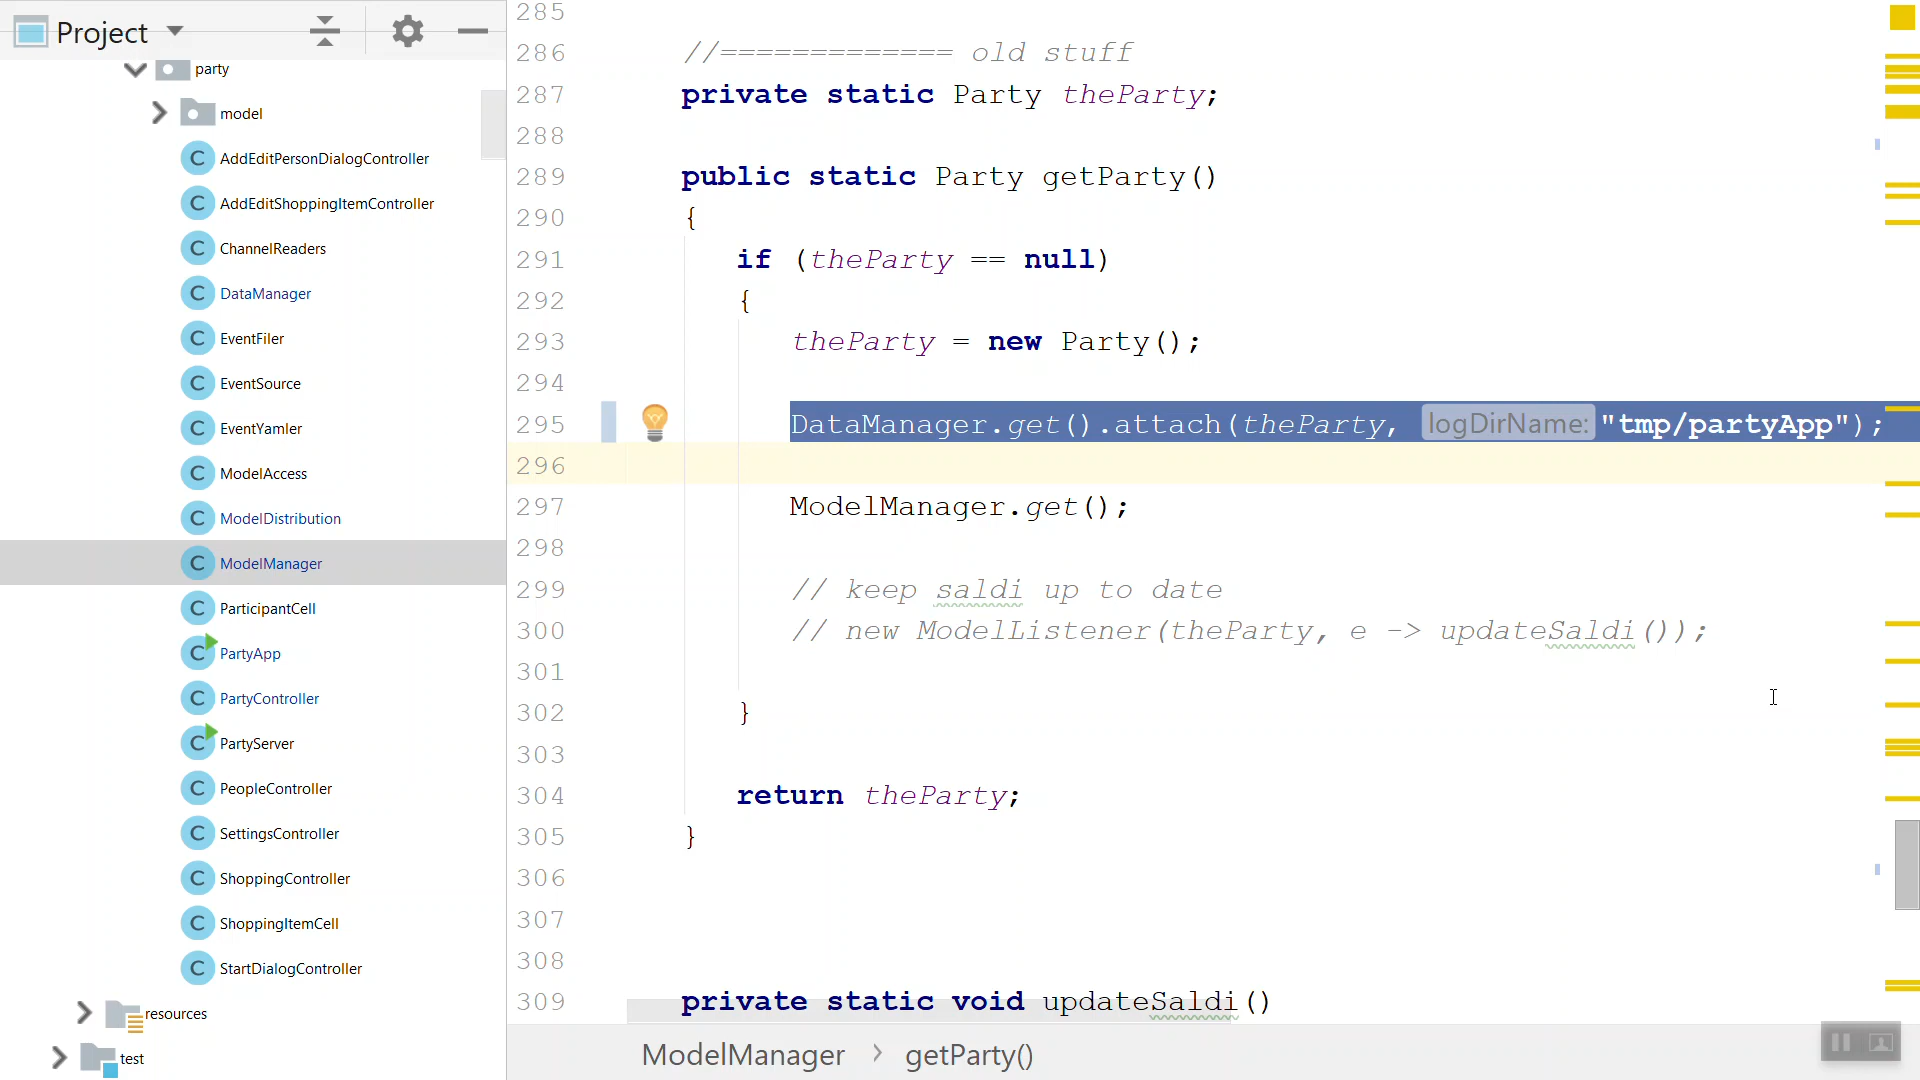 Project
party
model
AddEditPersonDialogController
AddEditShoppingItemController
ChannelReaders
DataManager
EventFiler
EventSource
EventYamler
ModelAccess
ModelDistribution
ModelManager
ParticipantCell
PartyApp
PartyController
PartyServer
PeopleController
SettingsController
ShoppingController
ShoppingItemCell
StartDialogController
resources
test
285
286 //============= old stuff
287 private static Party theParty;
288
289 public static Party getParty()
290 {
291 if (theParty == null)
292 {
293 theParty = new Party();
294
295 DataManager.get().attach(theParty, logDirName: "tmp/partyApp");
296
297 ModelManager.get();
298
299 // keep saldi up to date
300 // new ModelListener(theParty, e -> updateSaldi());
301
302 }
303
304 return theParty;
305 }
306
307
308
309 private static void updateSaldi()
ModelManager > getParty()